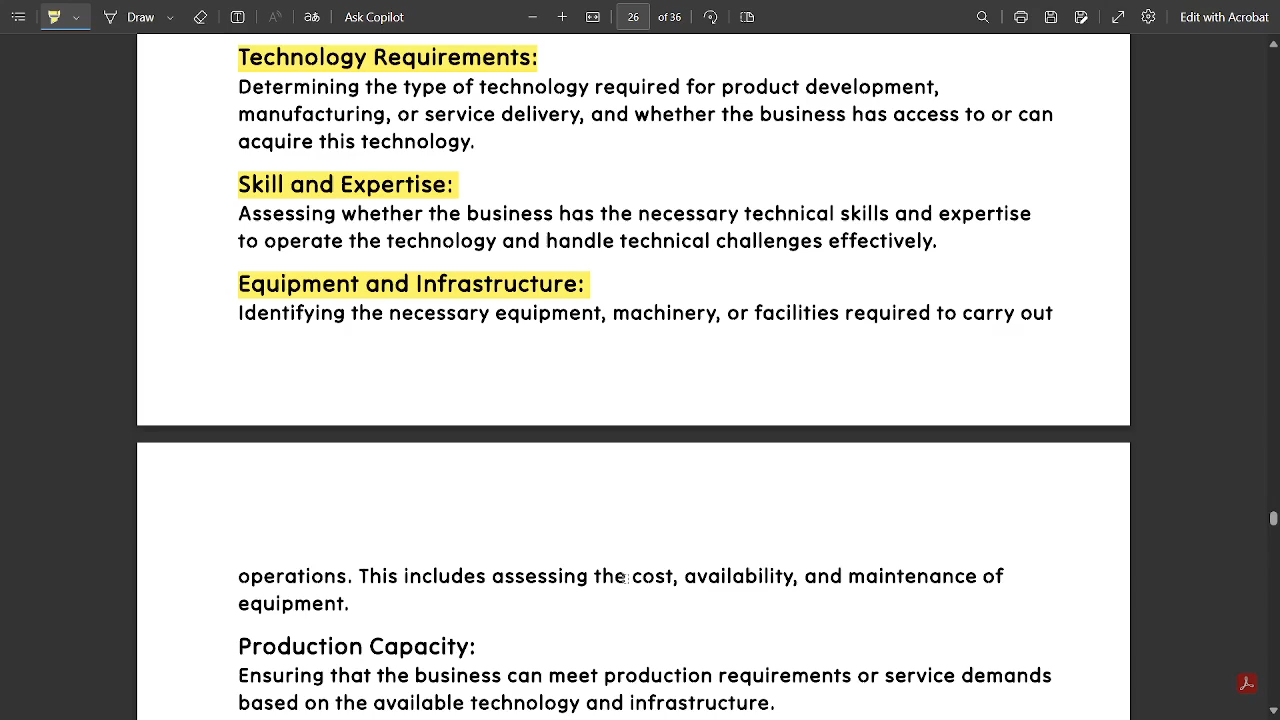 Draw
Ask Copilot
26 of 36
Edit with Acrobat
Technology Requirements:
Determining the type of technology required for product development,
manufacturing, or service delivery, and whether the business has access to or can
acquire this technology.
Skill and Expertise:
Assessing whether the business has the necessary technical skills and expertise
to operate the technology and handle technical challenges effectively.
Equipment and Infrastructure:
Identifying the necessary equipment, machinery, or facilities required to carry out
operations. This includes assessing the cost, availability, and maintenance of
equipment.
Production Capacity:
Ensuring that the business can meet production requirements or service demands
based on the available technology and infrastructure.